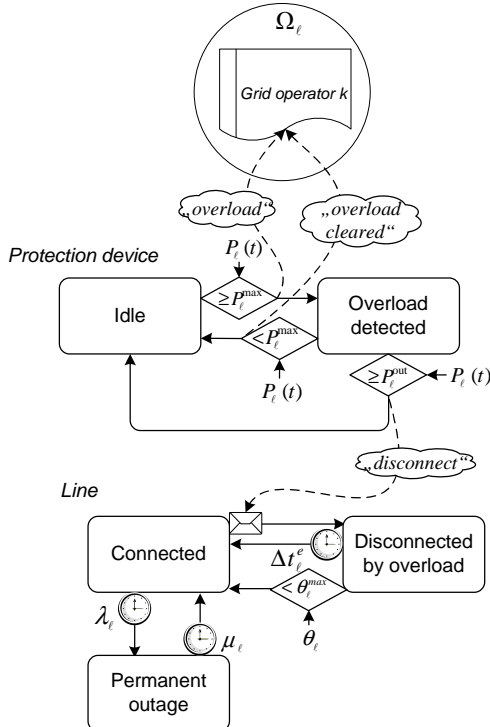 Ω_ℓ
Grid operator k
„overload“
„overload
cleared“
Protection device
P_ℓ(t)
Idle
≥P_ℓ^max
Overload
detected
<P_ℓ^max
P_ℓ(t)
≥P_ℓ^out
P_ℓ(t)
„disconnect“
Line
Connected
Δt_ℓ^e
Disconnected
by overload
<θ_ℓ^max
λ_ℓ
μ_ℓ
θ_ℓ
Permanent
outage